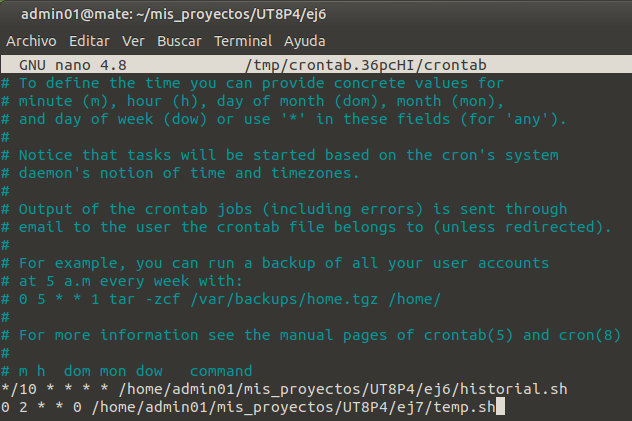 admin01@mate: ~/mis_proyectos/UT8P4/ej6
Archivo Editar Ver Buscar Terminal Ayuda
GNU nano 4.8 /tmp/crontab.36pcHI/crontab
# To define the time you can provide concrete values for
# minute (m), hour (h), day of month (dom), month (mon),
# and day of week (dow) or use '*' in these fields (for 'any').
#
# Notice that tasks will be started based on the cron's system
# daemon's notion of time and timezones.
#
# Output of the crontab jobs (including errors) is sent through
# email to the user the crontab file belongs to (unless redirected).
#
# For example, you can run a backup of all your user accounts
# at 5 a.m every week with:
# 0 5 * * 1 tar -zcf /var/backups/home.tgz /home/
#
# For more information see the manual pages of crontab(5) and cron(8)
#
# m h  dom mon dow   command
*/10 * * * * /home/admin01/mis_proyectos/UT8P4/ej6/historial.sh
0 2 * * 0 /home/admin01/mis_proyectos/UT8P4/ej7/temp.sh